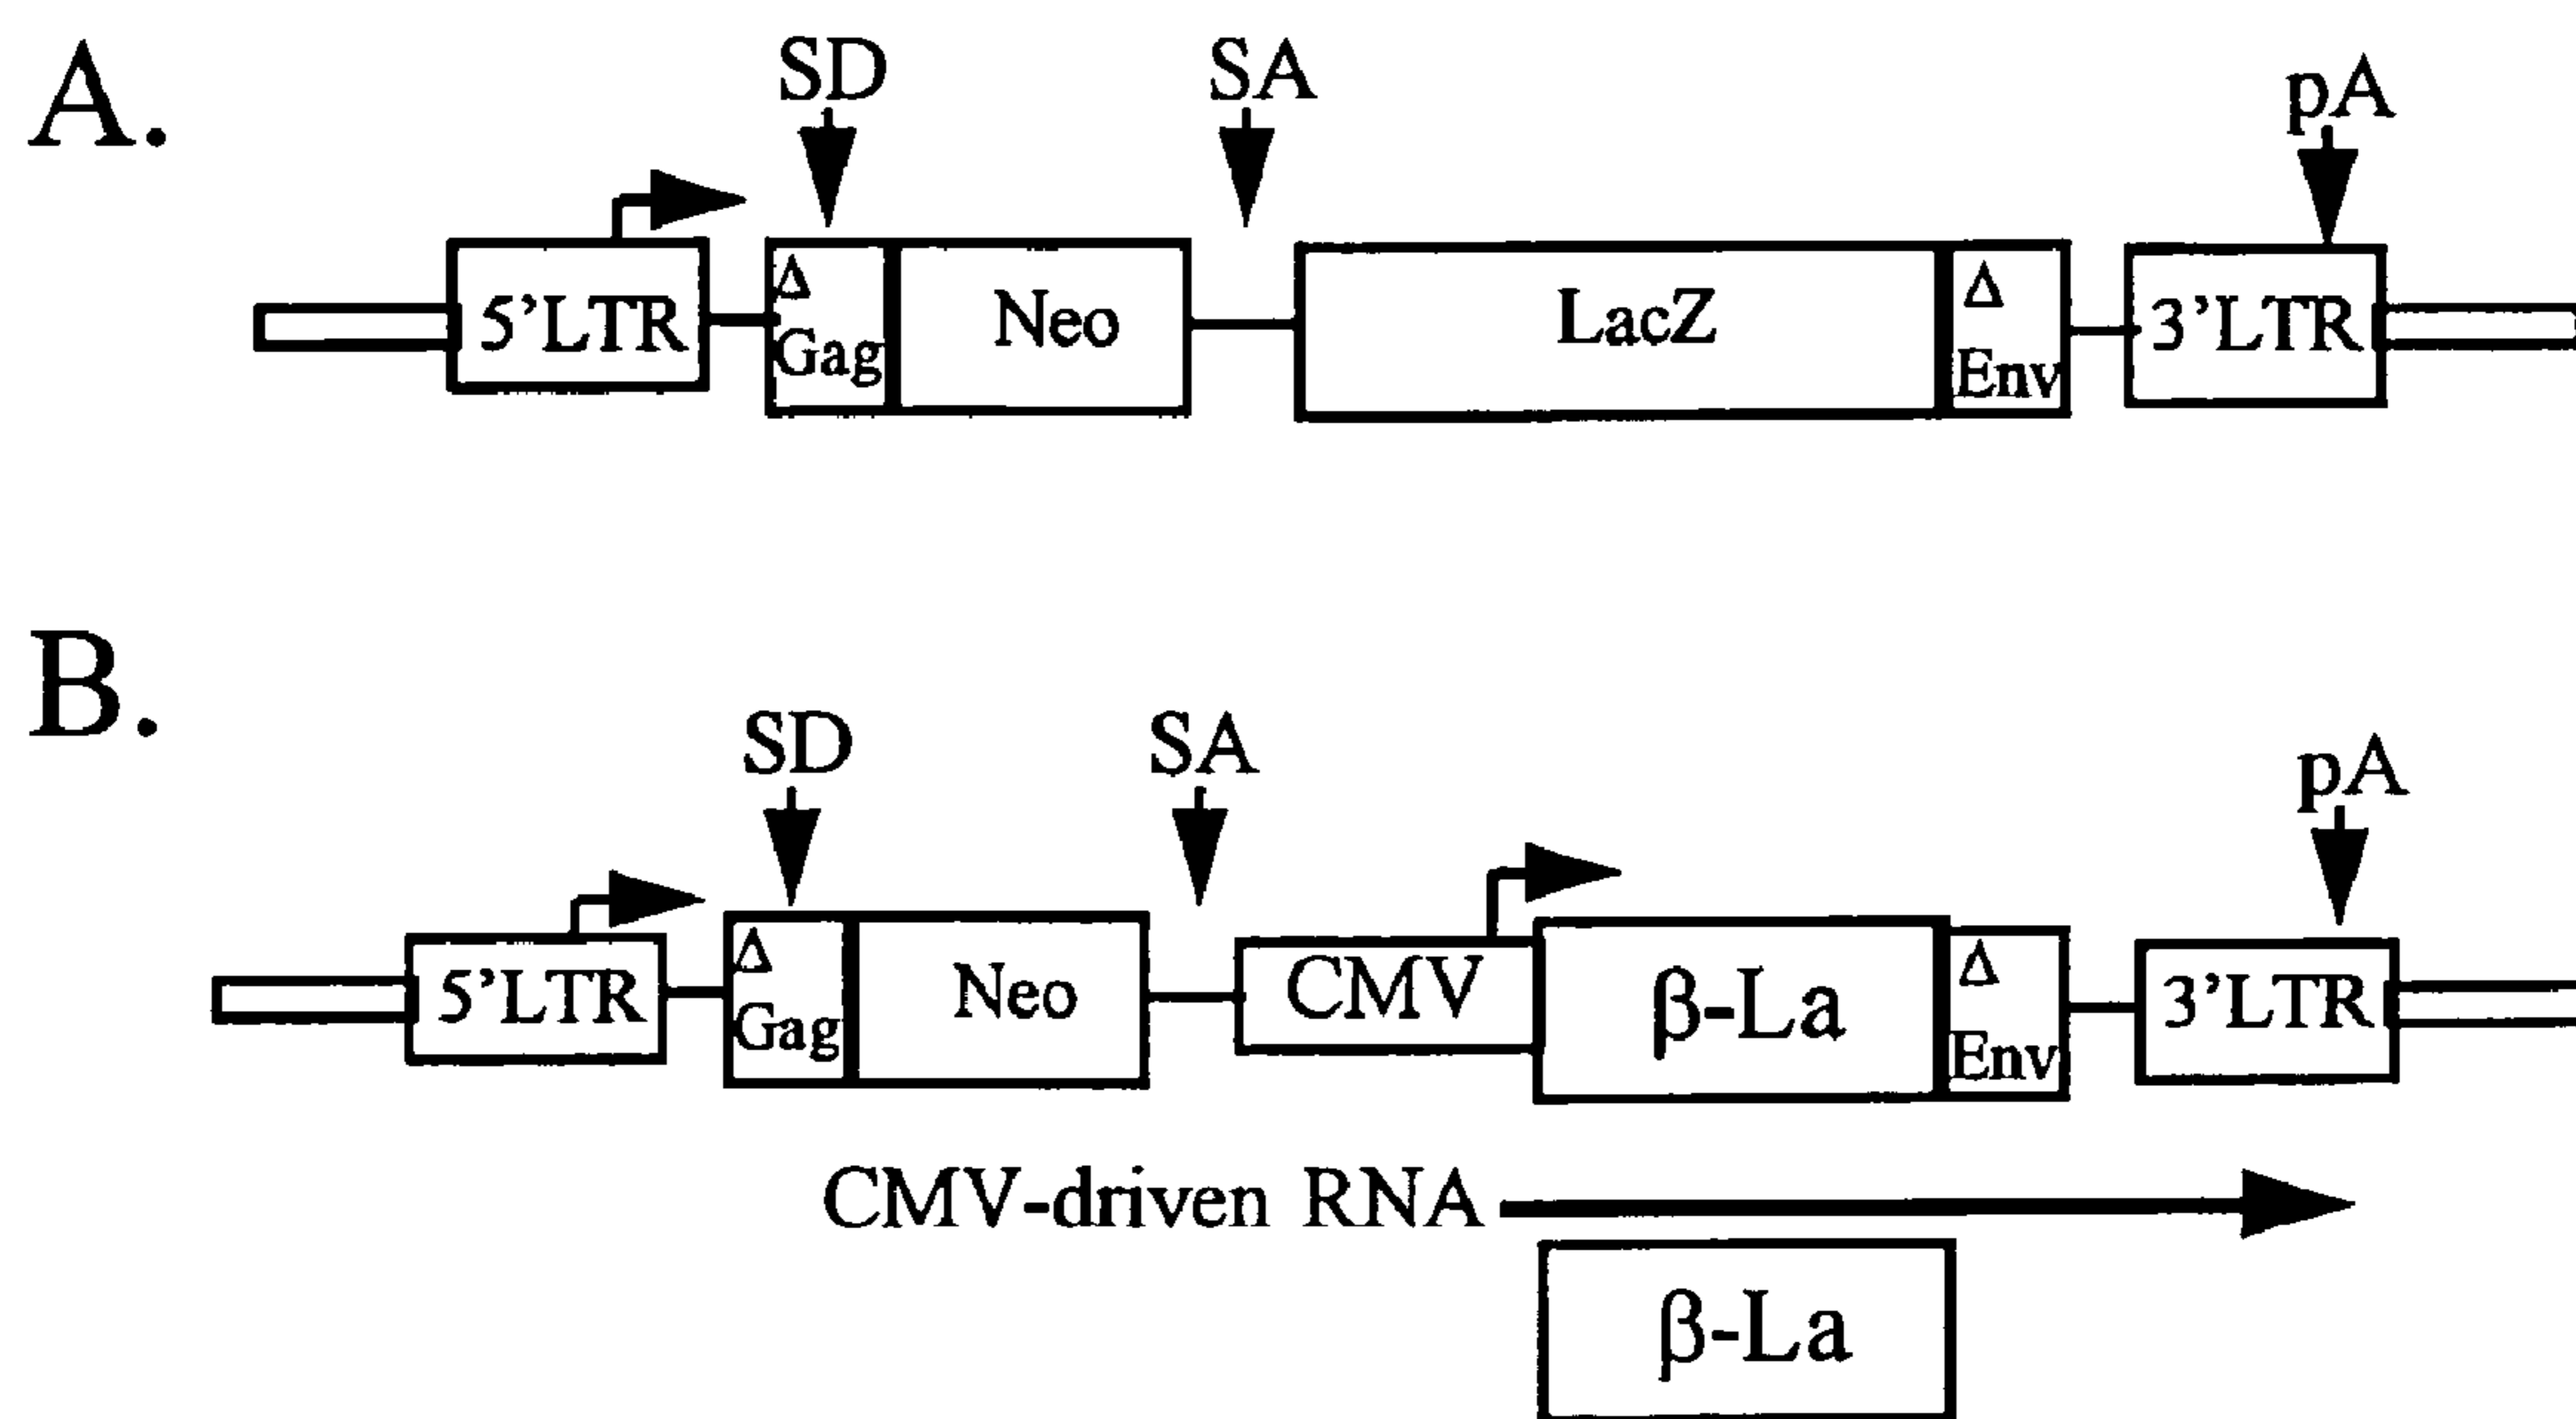 A.
SD SA pA
5'LTR Δ Gag Neo LacZ Δ Env 3'LTR
B.
SD SA pA
5'LTR Δ Gag Neo CMV β-La Δ Env 3'LTR
CMV-driven RNA
β-La